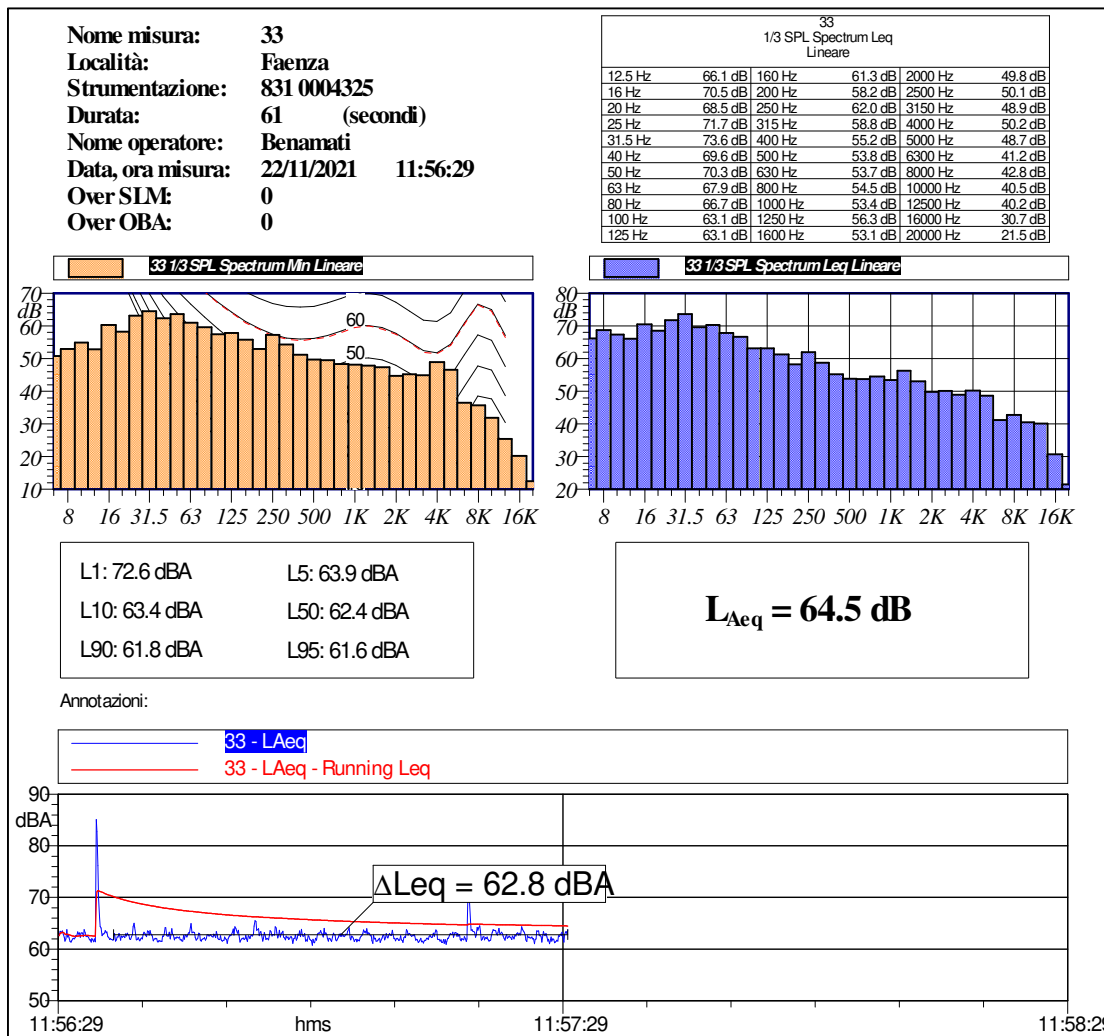 Nome misura: 33
Località: Faenza
Strumentazione: 831 0004325
Durata: 61 (secondi)
Nome operatore: Benamati
Data, ora misura: 22/11/2021 11:56:29
Over SLM: 0
Over OBA: 0
33
1/3 SPL Spectrum Leq
Lineare
12.5 Hz 66.1 dB 160 Hz 61.3 dB 2000 Hz 49.8 dB
16 Hz 70.5 dB 200 Hz 58.2 dB 2500 Hz 50.1 dB
20 Hz 68.5 dB 250 Hz 62.0 dB 3150 Hz 48.9 dB
25 Hz 71.7 dB 315 Hz 58.8 dB 4000 Hz 50.2 dB
31.5 Hz 73.6 dB 400 Hz 55.2 dB 5000 Hz 48.7 dB
40 Hz 69.6 dB 500 Hz 53.8 dB 6300 Hz 41.2 dB
50 Hz 70.3 dB 630 Hz 53.7 dB 8000 Hz 42.8 dB
63 Hz 67.9 dB 800 Hz 54.5 dB 10000 Hz 40.5 dB
80 Hz 66.7 dB 1000 Hz 53.4 dB 12500 Hz 40.2 dB
100 Hz 63.1 dB 1250 Hz 56.3 dB 16000 Hz 30.7 dB
125 Hz 63.1 dB 1600 Hz 53.1 dB 20000 Hz 21.5 dB
33 1/3 SPL Spectrum Min Lineare
70
dB
60
50
40
30
20
10
60
50
8 16 31.5 63 125 250 500 1K 2K 4K 8K 16K
33 1/3 SPL Spectrum Leq Lineare
80
dB
70
60
50
40
30
20
8 16 31.5 63 125 250 500 1K 2K 4K 8K 16K
L1: 72.6 dBA L5: 63.9 dBA
L10: 63.4 dBA L50: 62.4 dBA
L90: 61.8 dBA L95: 61.6 dBA
LAeq = 64.5 dB
Annotazioni:
33 - LAeq
33 - LAeq - Running Leq
90
dBA
80
70
60
50
ΔLeq = 62.8 dBA
11:56:29 hms 11:57:29 11:58:29